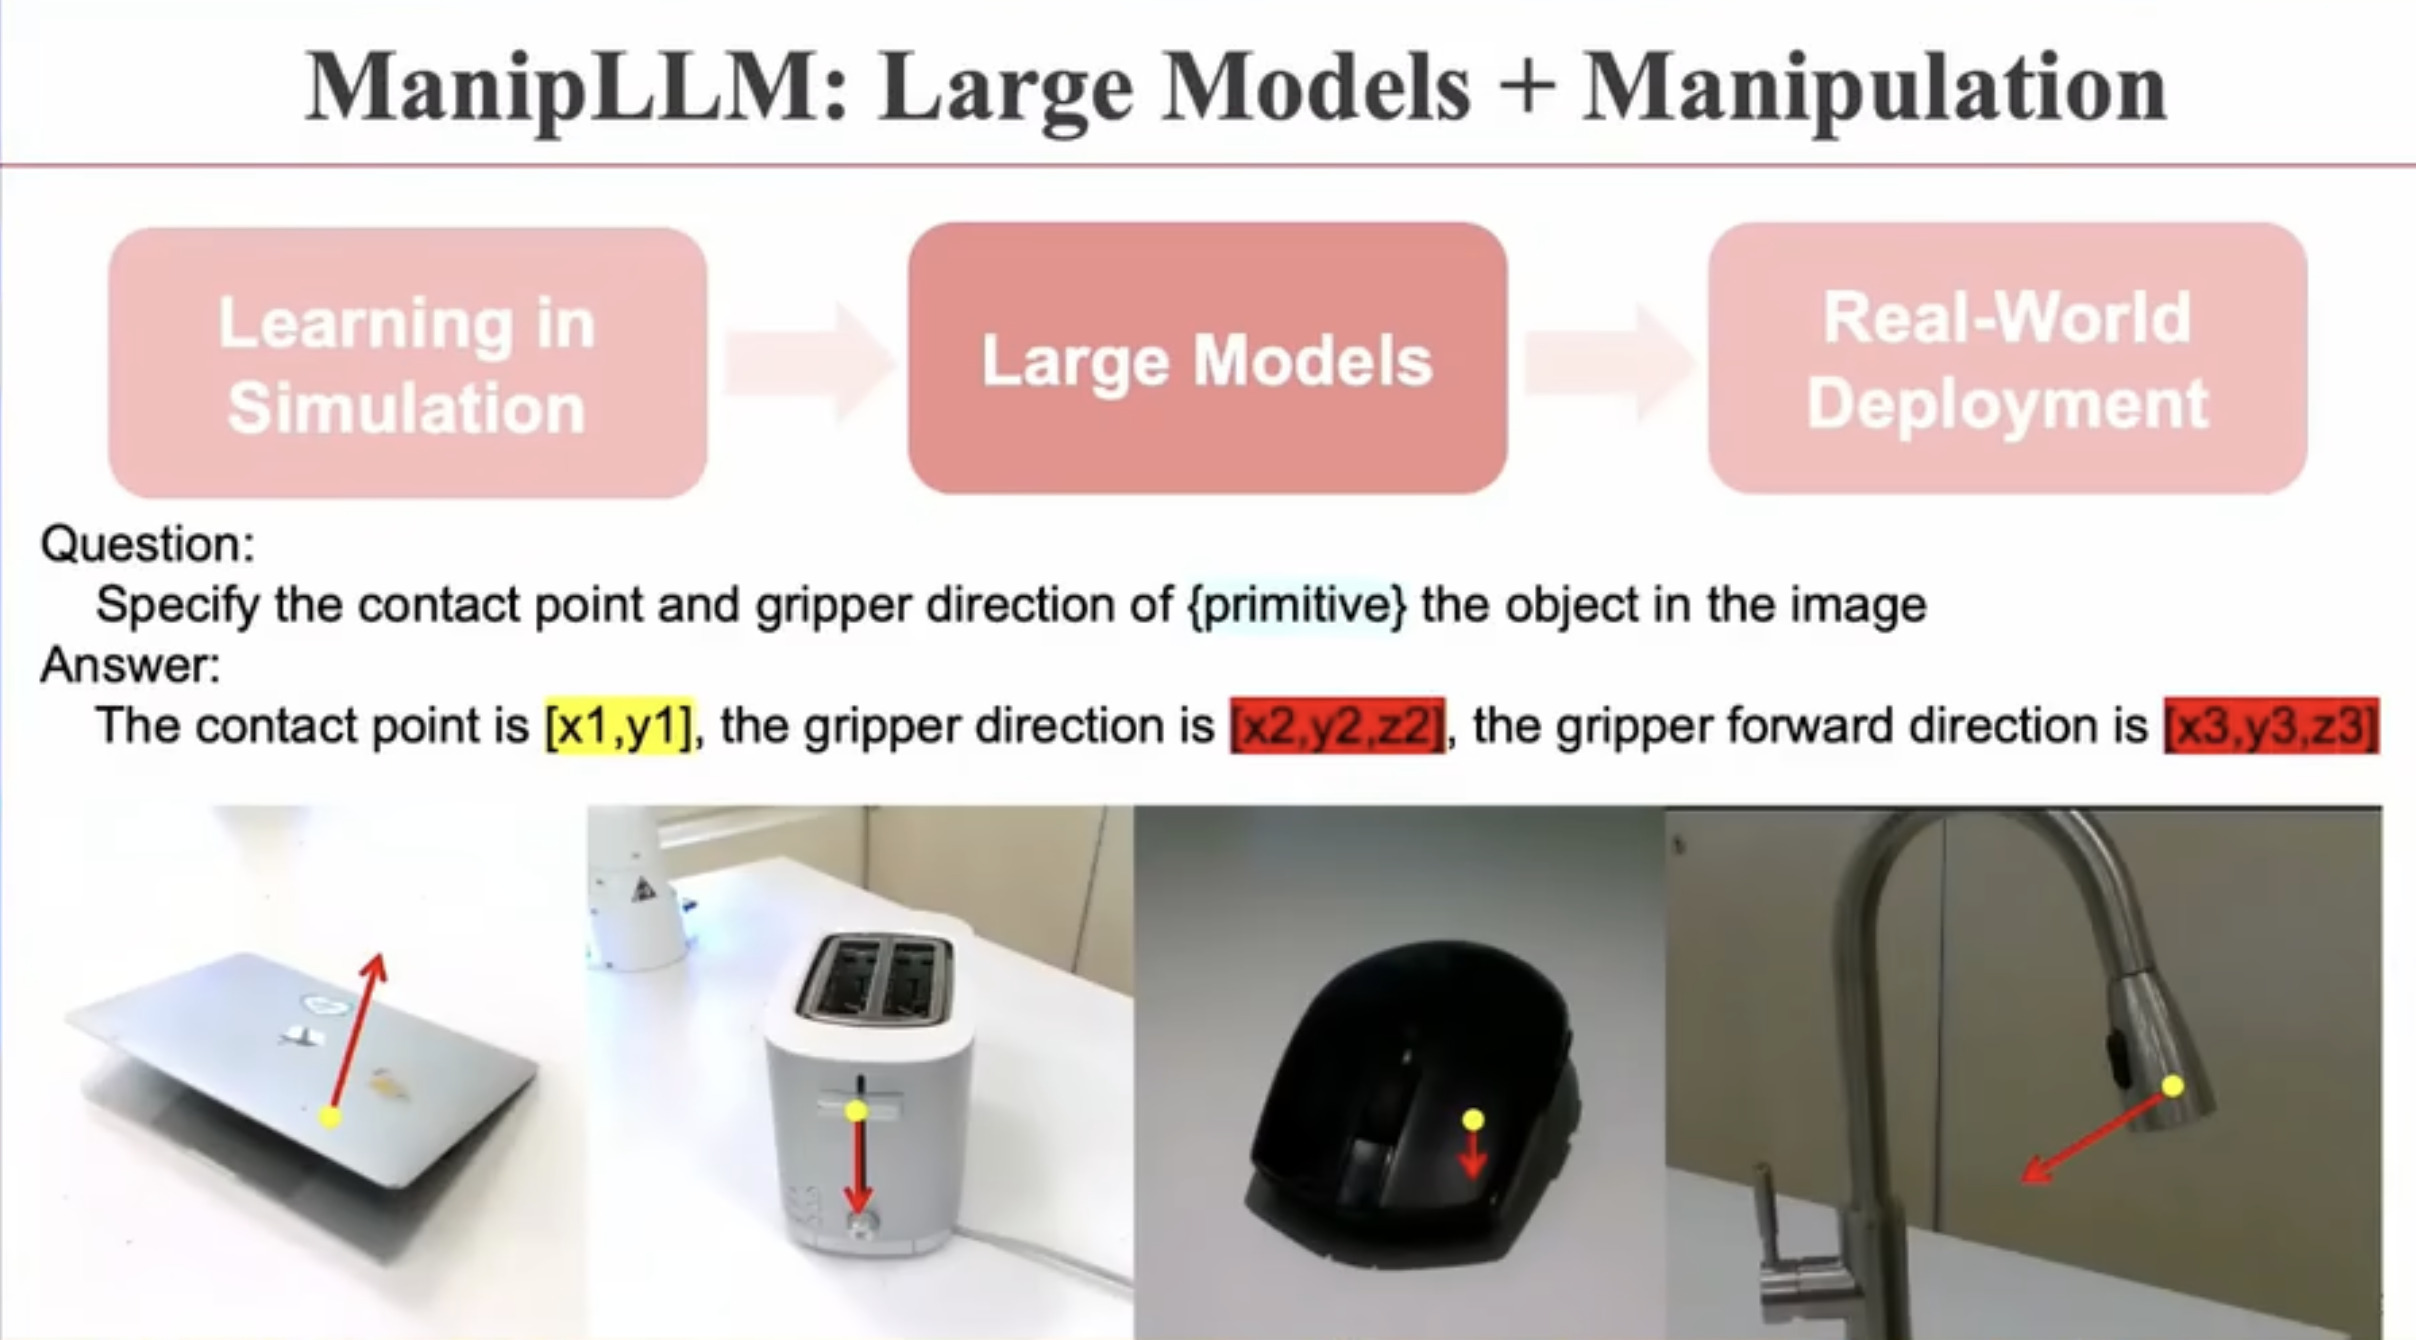 ManipLLM: Large Models + Manipulation
Learning in
Simulation
Large Models
Real-World
Deployment
Question:
Specify the contact point and gripper direction of {primitive} the object in the image
Answer:
The contact point is [x1,y1], the gripper direction is [x2,y2,z2], the gripper forward direction is [x3,y3,z3]